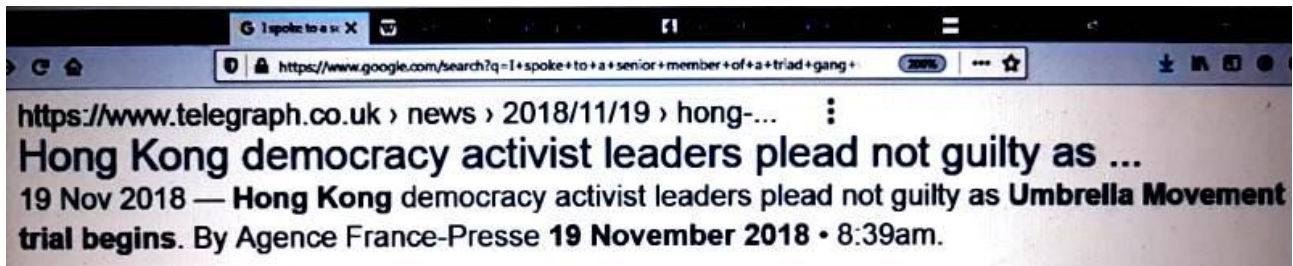 G I spoke to a se X W
https://www.google.com/search?q=I+spoke+to+a+senior+member+of+a+triad+gang+ 200%
https://www.telegraph.co.uk › news › 2018/11/19 › hong-...
Hong Kong democracy activist leaders plead not guilty as ...
19 Nov 2018 — Hong Kong democracy activist leaders plead not guilty as Umbrella Movement
trial begins. By Agence France-Presse 19 November 2018 • 8:39am.